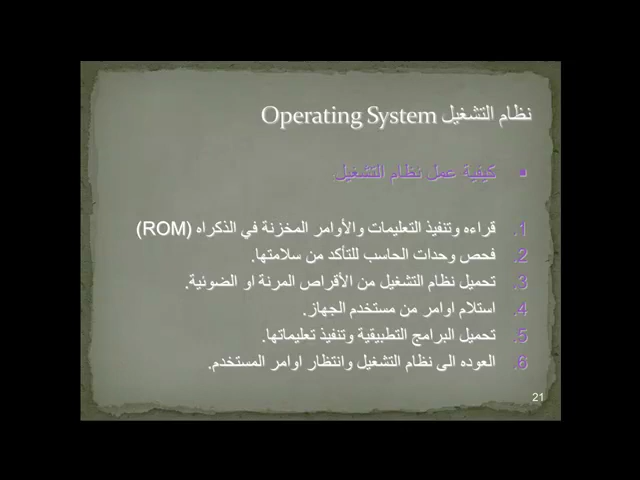 نظام التشغيل Operating System
▪ كيفية عمل نظام التشغيل
1. قراءه وتنفيذ التعليمات والأوامر المخزنة في الذكراه (ROM)
2. فحص وحدات الحاسب للتأكد من سلامتها.
3. تحميل نظام التشغيل من الأقراص المرنة او الضوئية.
4. استلام اوامر من مستخدم الجهاز.
5. تحميل البرامج التطبيقية وتنفيذ تعليماتها.
6. العوده الى نظام التشغيل وانتظار اوامر المستخدم.
21